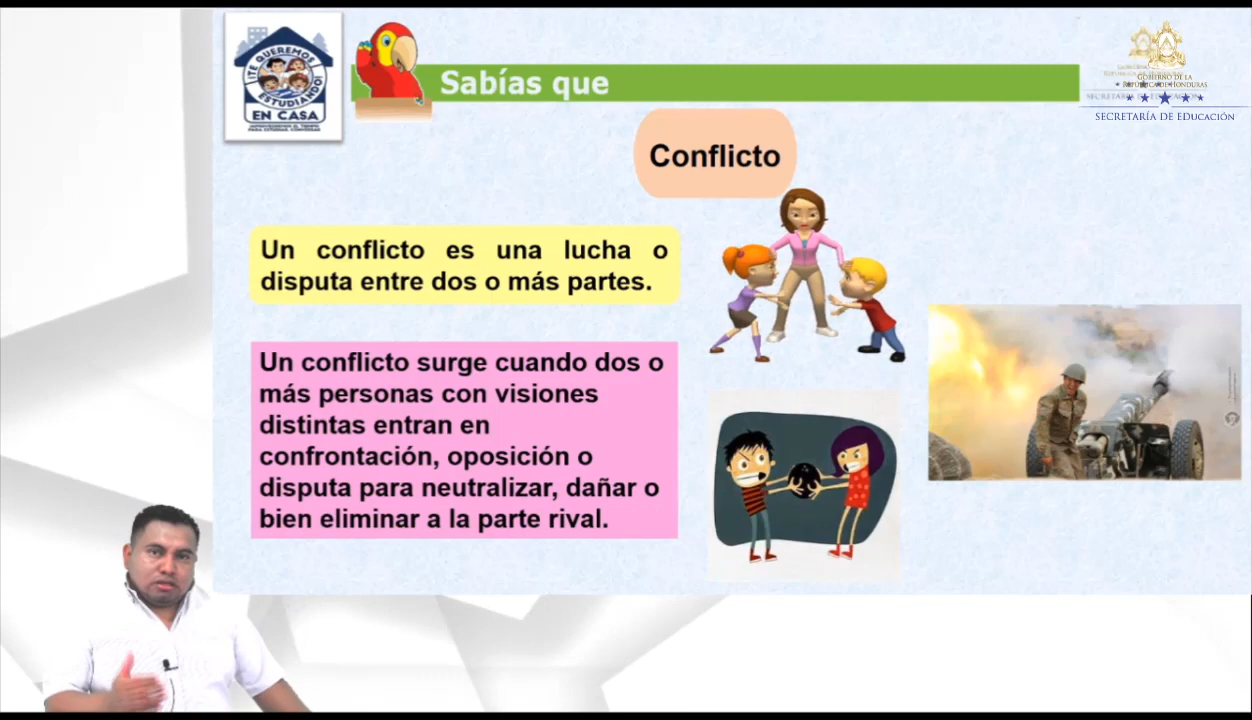 ¡TE QUEREMOS
ESTUDIANDO!
EN CASA
Sabías que
GOBIERNO DE LA
REPÚBLICA DE HONDURAS
SECRETARÍA DE EDUCACIÓN
Conflicto
Un conflicto es una lucha o
disputa entre dos o más partes.
Un conflicto surge cuando dos o
más personas con visiones
distintas entran en
confrontación, oposición o
disputa para neutralizar, dañar o
bien eliminar a la parte rival.